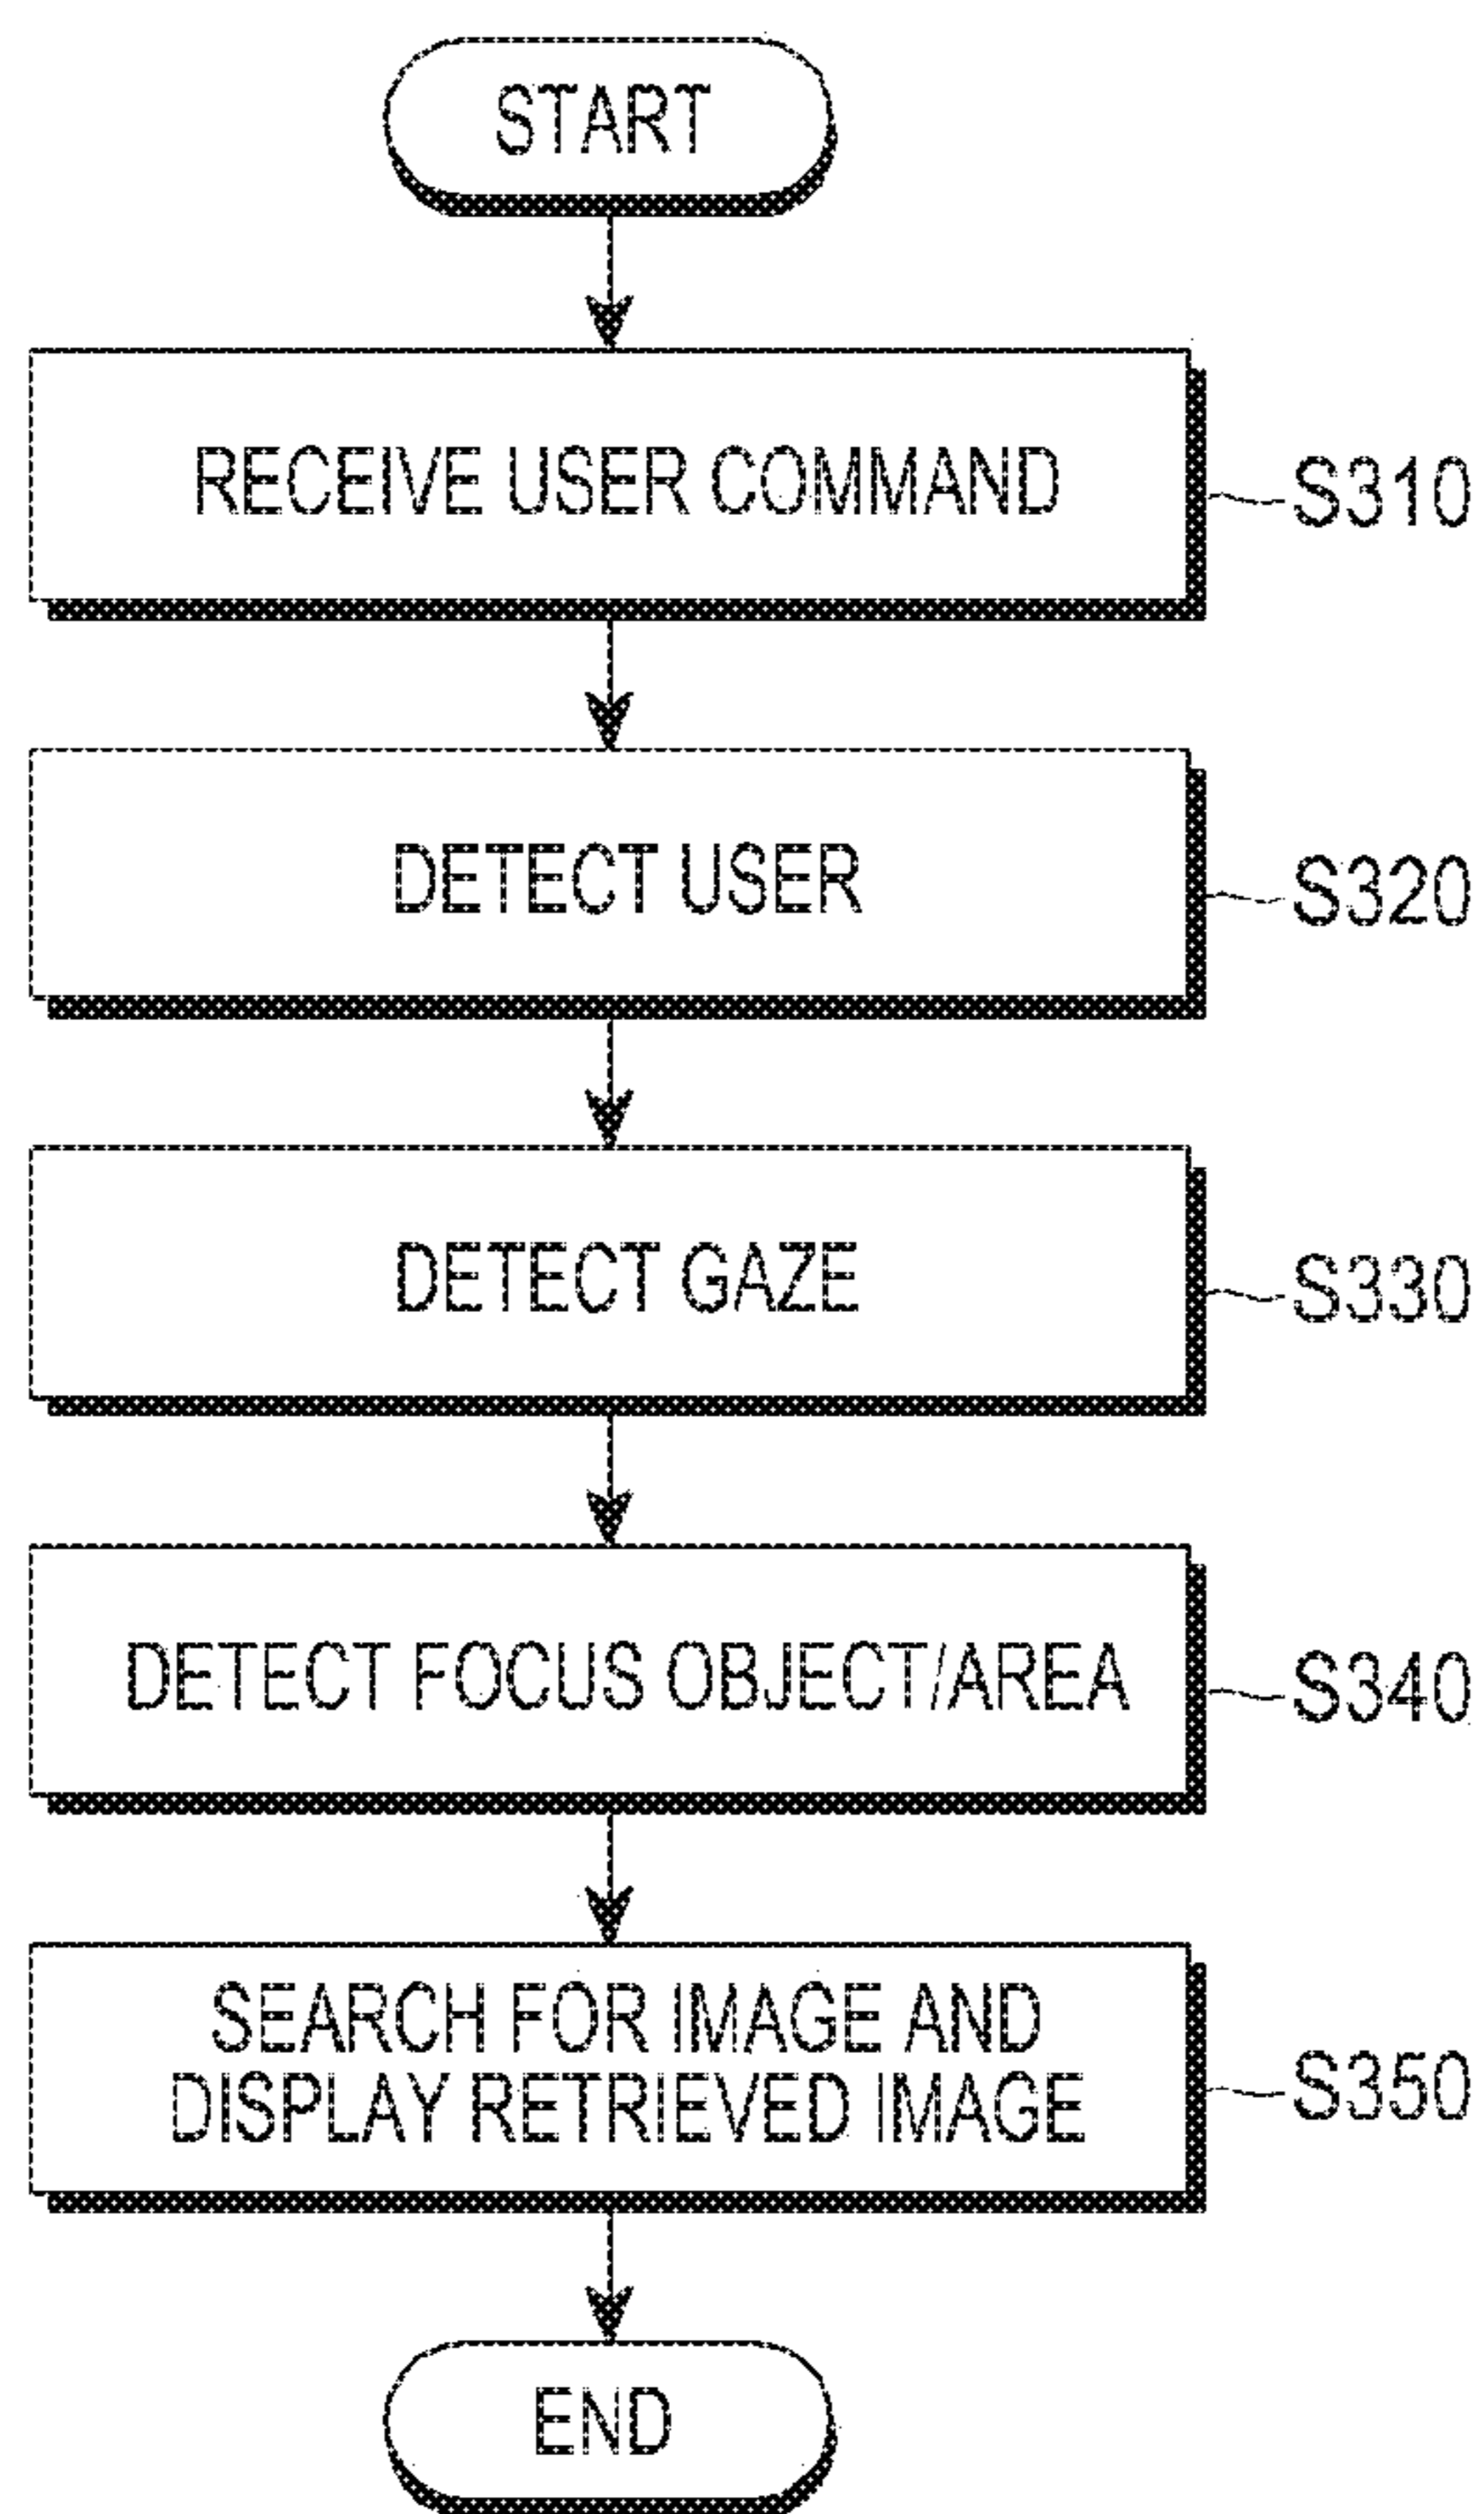 START
RECEIVE USER COMMAND
S310
DETECT USER
S320
DETECT GAZE
S330
DETECT FOCUS OBJECT/AREA
S340
SEARCH FOR IMAGE AND
DISPLAY RETRIEVED IMAGE
S350
END